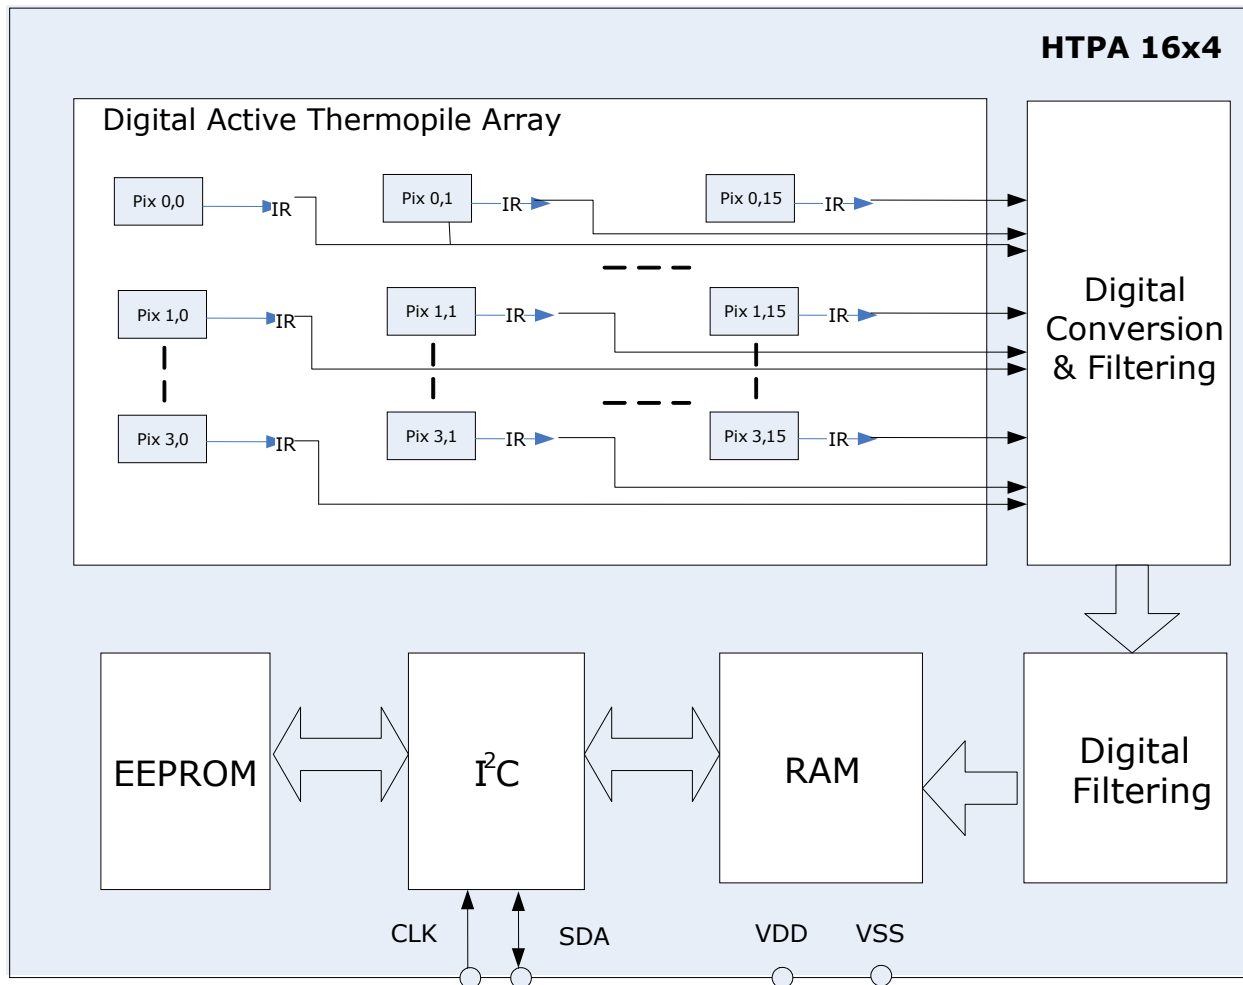 HTPA 16x4
Digital Active Thermopile Array
Pix 0,0
IR
Pix 0,1
IR
Pix 0,15
IR
Pix 1,0
IR
Pix 1,1
IR
Pix 1,15
IR
Pix 3,0
IR
Pix 3,1
IR
Pix 3,15
IR
Digital
Conversion
& Filtering
EEPROM
I²C
RAM
Digital
Filtering
CLK
SDA
VDD
VSS